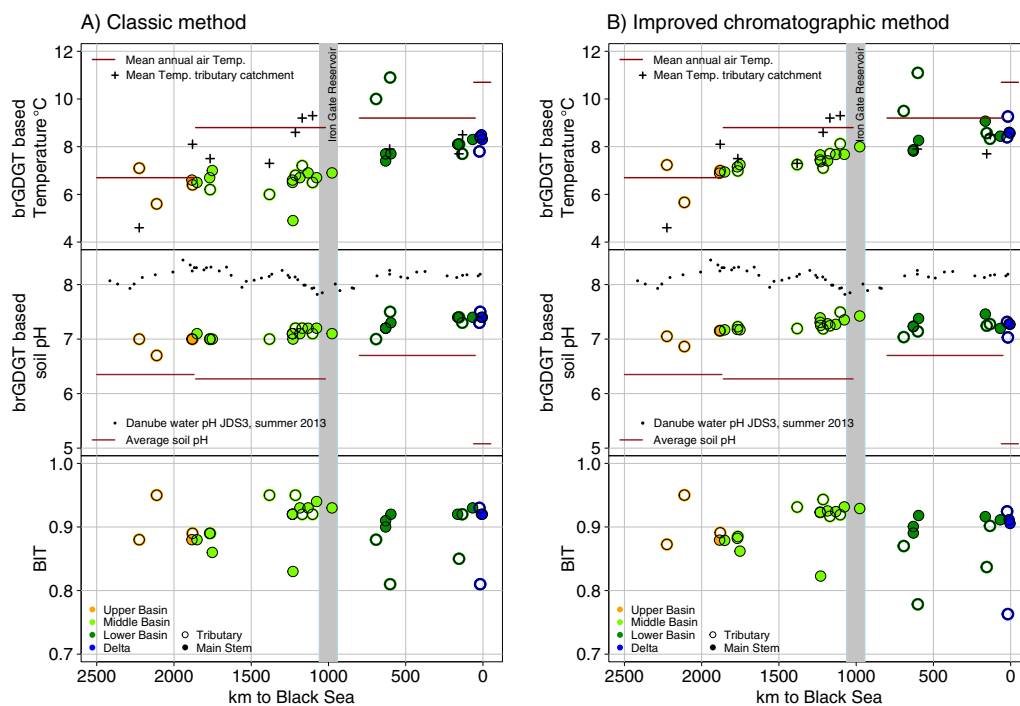 A) Classic method
12
10
8
6
4
brGDGT based
Temperature°C
Mean annual air Temp.
Mean Temp. tributary catchment
Iron Gate Reservoir
8
7
6
5
brGDGT based
soil pH
Danube water pH JDS3, summer 2013
Average soil pH
1.0
0.9
0.8
0.7
BIT
Upper Basin
Middle Basin
Lower Basin
Tributary
Delta
Main Stem
2500 2000 1500 1000 500 0
km to Black Sea
B) Improved chromatographic method
12
10
8
6
4
brGDGT based
Temperature°C
Mean annual air Temp.
Mean Temp. tributary catchment
Iron Gate Reservoir
8
7
6
5
brGDGT based
soil pH
Danube water pH JDS3, summer 2013
Average soil pH
1.0
0.9
0.8
0.7
BIT
Upper Basin
Middle Basin
Lower Basin
Tributary
Delta
Main Stem
2500 2000 1500 1000 500 0
km to Black Sea